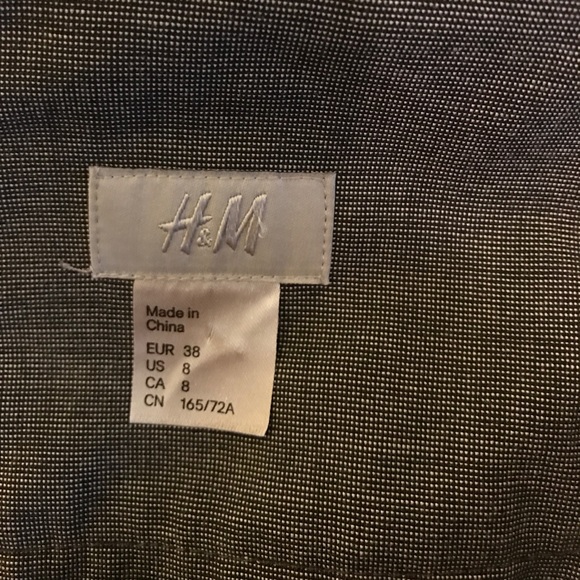 H&M
Made in
China
EUR 38
US 8
CA 8
CN 165/72A